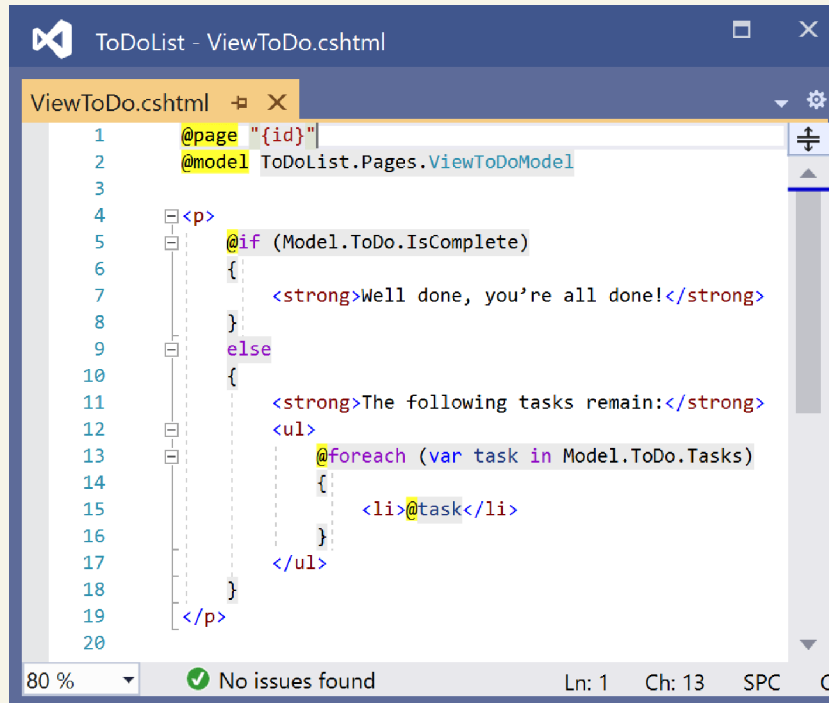 ToDoList - ViewToDo.cshtml
ViewToDo.cshtml
1 @page "{id}"
2 @model ToDoList.Pages.ViewToDoModel
3
4 <p>
5 @if (Model.ToDo.IsComplete)
6 {
7 <strong>Well done, you’re all done!</strong>
8 }
9 else
10 {
11 <strong>The following tasks remain:</strong>
12 <ul>
13 @foreach (var task in Model.ToDo.Tasks)
14 {
15 <li>@task</li>
16 }
17 </ul>
18 }
19 </p>
20
80 % No issues found Ln: 1 Ch: 13 SPC